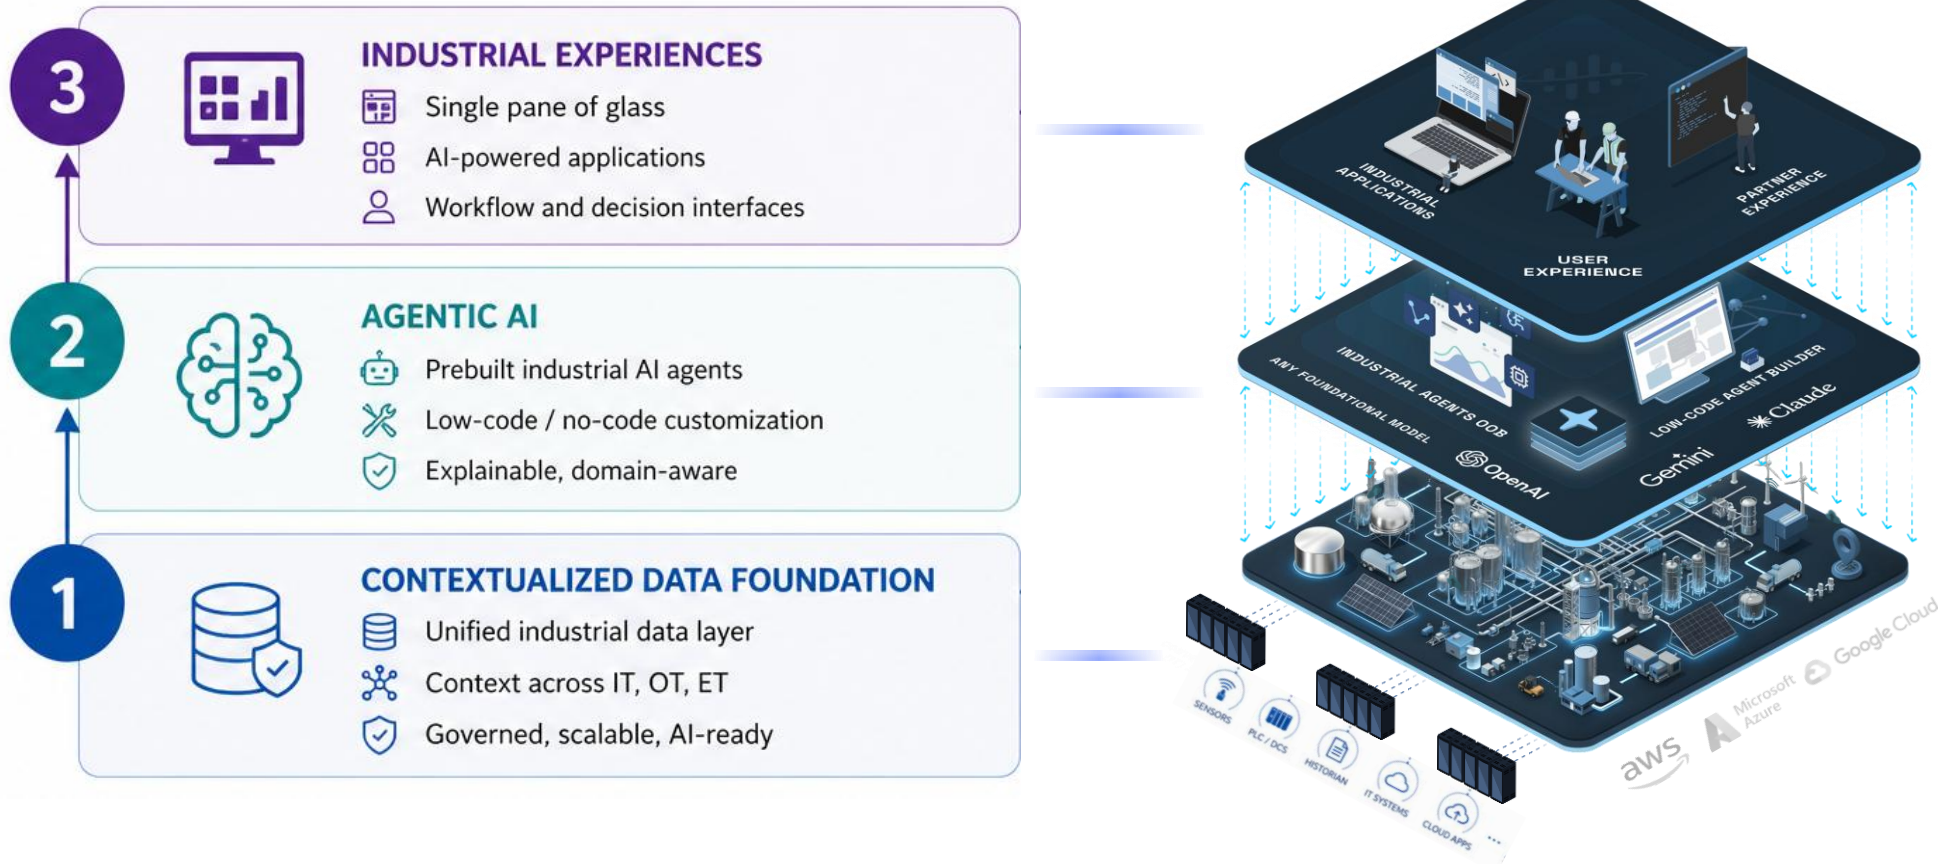 3
INDUSTRIAL EXPERIENCES
Single pane of glass
AI-powered applications
Workflow and decision interfaces
2
AGENTIC AI
Prebuilt industrial AI agents
Low-code / no-code customization
Explainable, domain-aware
1
CONTEXTUALIZED DATA FOUNDATION
Unified industrial data layer
Context across IT, OT, ET
Governed, scalable, AI-ready
INDUSTRIAL
APPLICATIONS
USER
EXPERIENCE
PARTNER
EXPERIENCE
INDUSTRIAL AGENTS OOB
ANY FOUNDATIONAL MODEL
LOW-CODE AGENT BUILDER
OpenAI
Gemini
Claude
SENSORS
PLC / DCS
HISTORIAN
IT SYSTEMS
CLOUD APPS
...
aws
Microsoft
Azure
Google Cloud